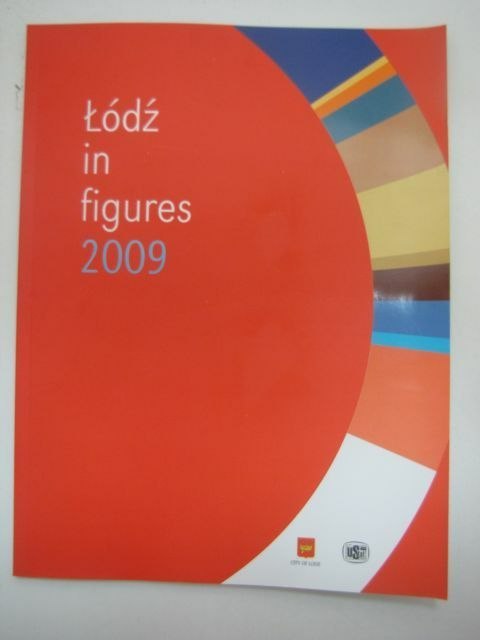 Łódź
in
figures
2009
CITY OF LODZ